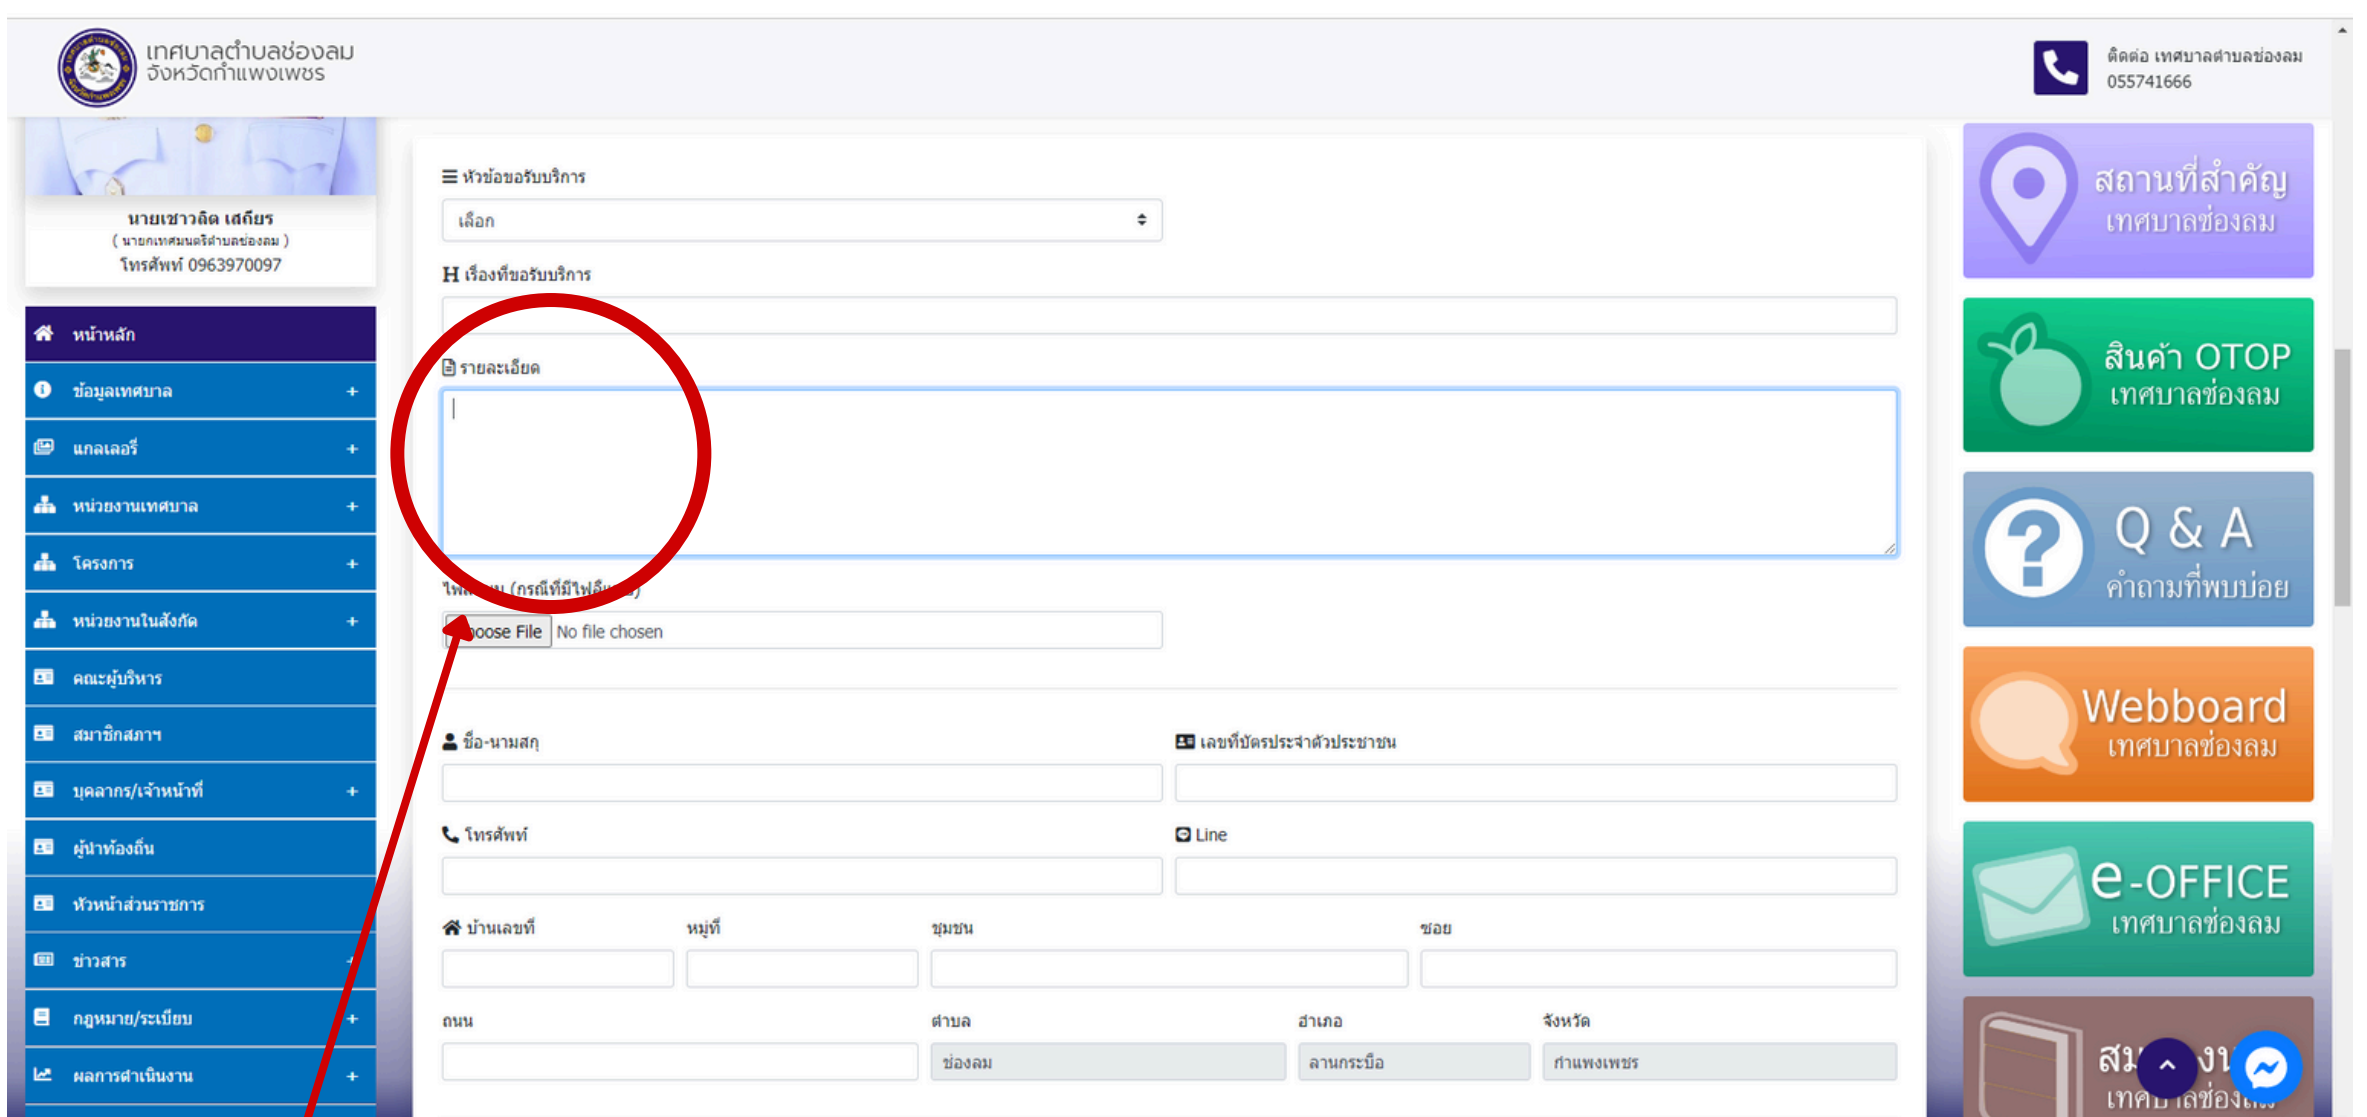 เทศบาลตำบลช่องลม
จังหวัดกำแพงเพชร
ติดต่อ เทศบาลตำบลช่องลม
055741666
นายเชาวลิต เสถียร
( นายกเทศมนตรีตำบลช่องลม )
โทรศัพท์ 0963970097
หน้าหลัก
ข้อมูลเทศบาล +
แกลเลอรี่ +
หน่วยงานเทศบาล +
โครงการ +
หน่วยงานในสังกัด +
คณะผู้บริหาร
สมาชิกสภาฯ
บุคลากร/เจ้าหน้าที่ +
ผู้นำท้องถิ่น
หัวหน้าส่วนราชการ
ข่าวสาร +
กฎหมาย/ระเบียบ +
ผลการดำเนินงาน +
หัวข้อขอรับบริการ
เลือก
H เรื่องที่ขอรับบริการ
รายละเอียด
(กรณีที่มีไฟล์
Choose File No file chosen
ชื่อ-นามสกุ
เลขที่บัตรประจำตัวประชาชน
โทรศัพท์
Line
บ้านเลขที่ หมู่ที่ ชุมชน ซอย
ถนน ตำบล อำเภอ จังหวัด
ช่องลม ลานกระบือ กำแพงเพชร
สถานที่สำคัญ
เทศบาลช่องลม
สินค้า OTOP
เทศบาลช่องลม
Q & A
คำถามที่พบบ่อย
Webboard
เทศบาลช่องลม
e-OFFICE
เทศบาลช่องลม